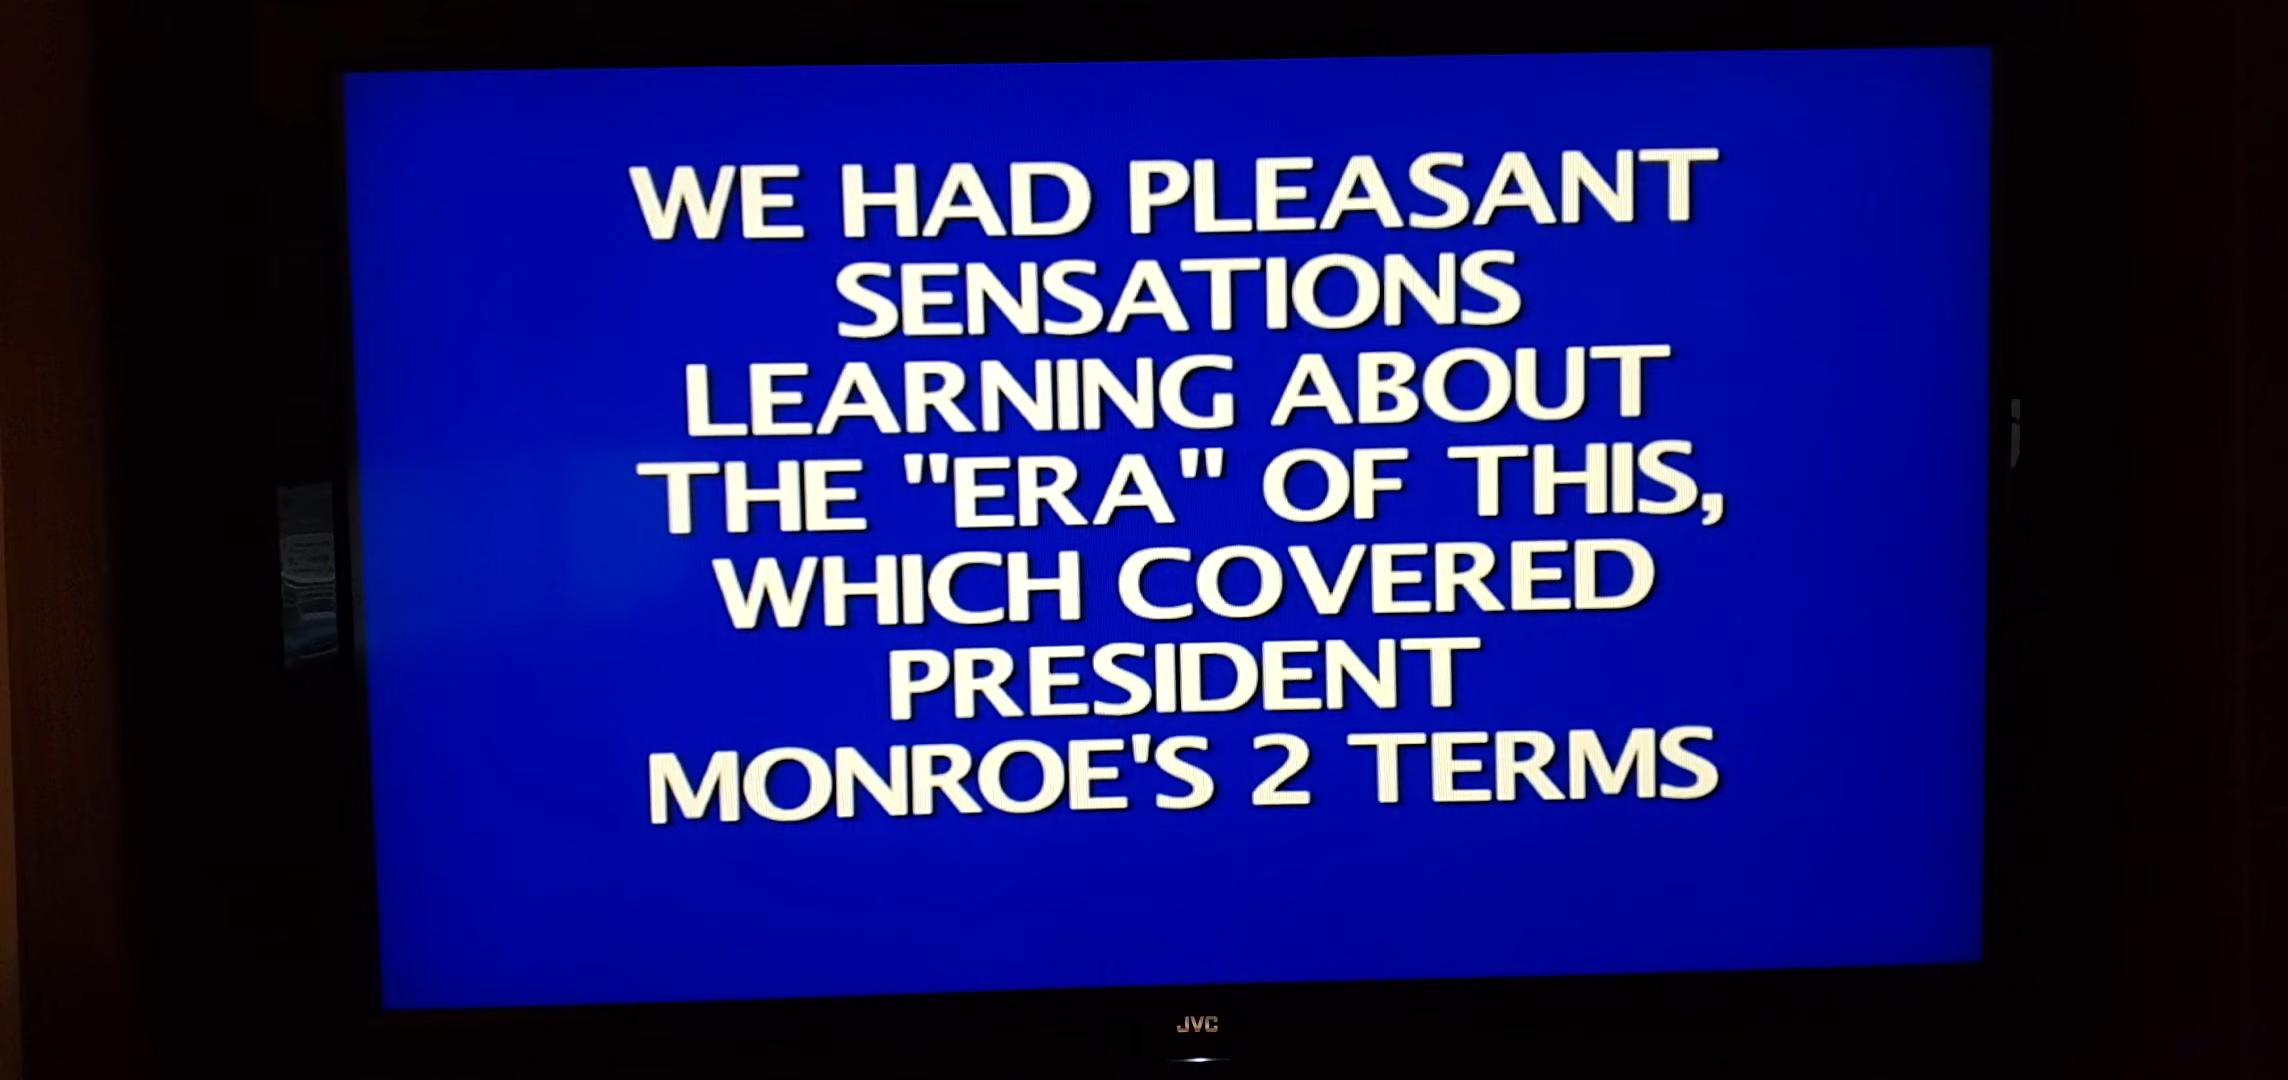 WE HAD PLEASANT
SENSATIONS
LEARNING ABOUT
THE "ERA" OF THIS,
WHICH COVERED
PRESIDENT
MONROE'S 2 TERMS
JVC